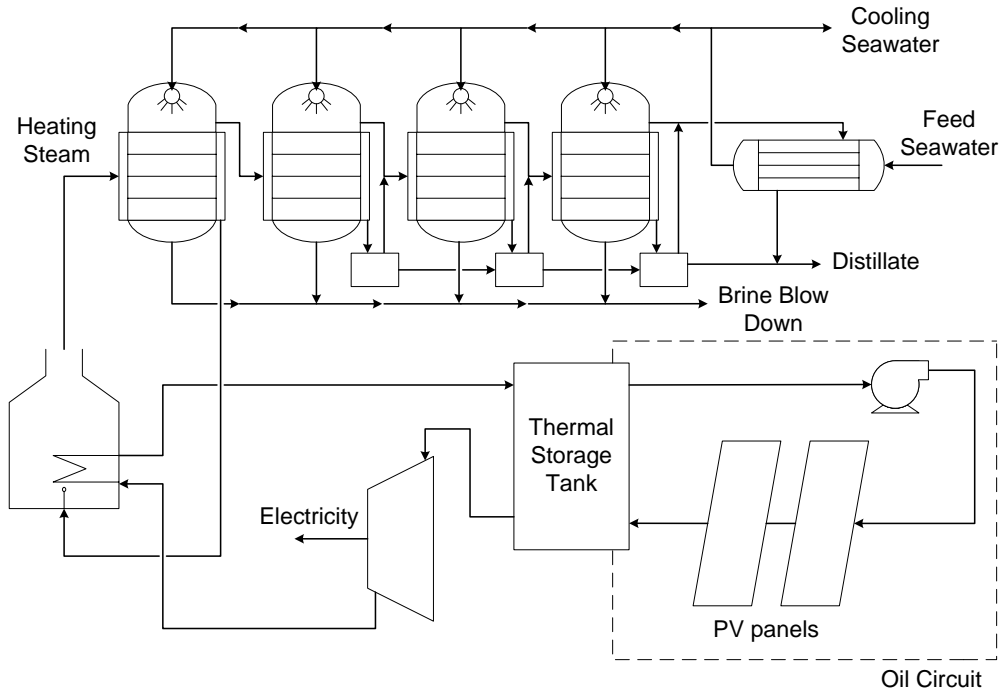 Cooling
Seawater
Heating
Steam
Feed
Seawater
Distillate
Brine Blow
Down
Thermal
Storage
Tank
Electricity
PV panels
Oil Circuit